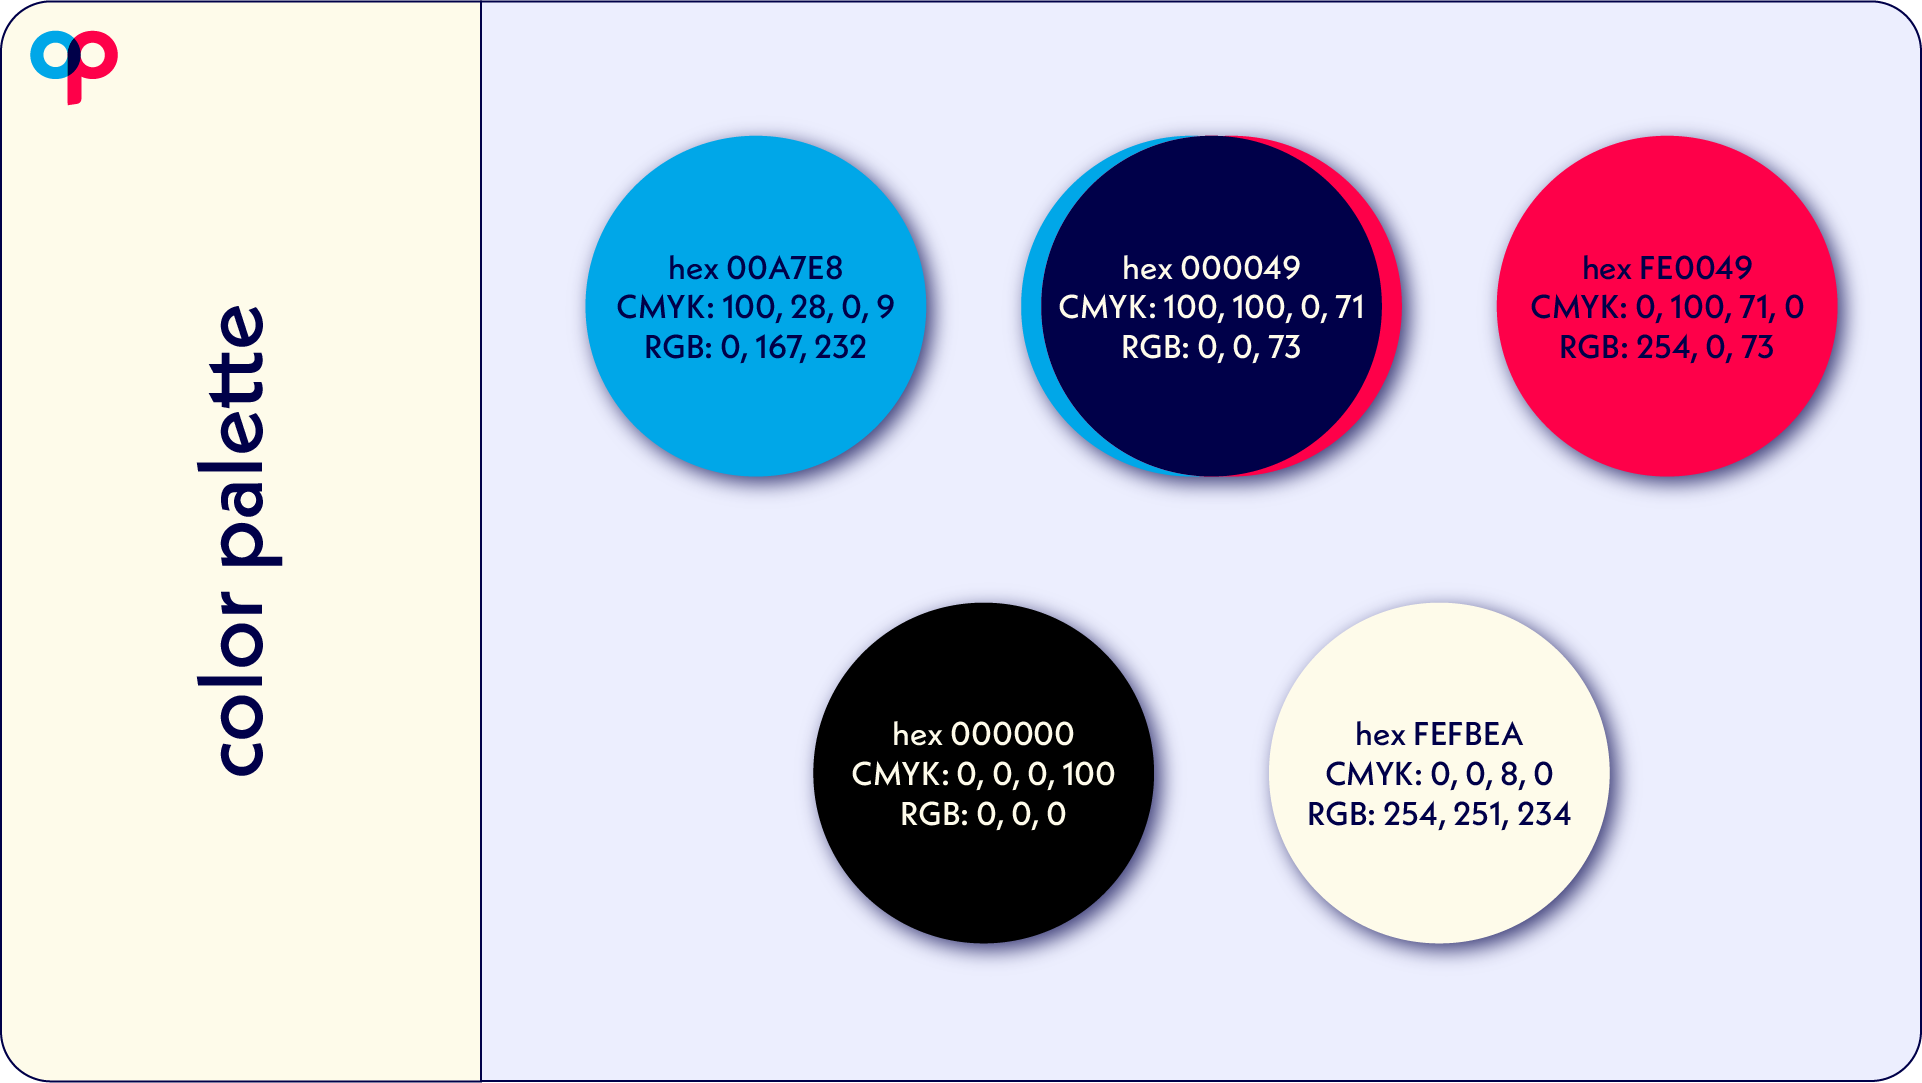 color palette
hex 00A7E8
CMYK: 100, 28, 0, 9
RGB: 0, 167, 232
hex 000049
CMYK: 100, 100, 0, 71
RGB: 0, 0, 73
hex FE0049
CMYK: 0, 100, 71, 0
RGB: 254, 0, 73
hex 000000
CMYK: 0, 0, 0, 100
RGB: 0, 0, 0
hex FEFBEA
CMYK: 0, 0, 8, 0
RGB: 254, 251, 234